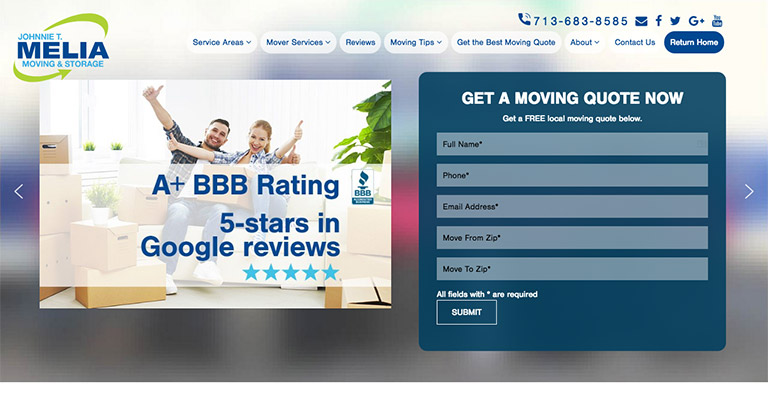 713-683-8585
JOHNNIE T.
MELIA
MOVING & STORAGE
Service Areas
Mover Services
Reviews
Moving Tips
Get the Best Moving Quote
About
Contact Us
Return Home
A+ BBB Rating
BBB
5-stars in
Google reviews
GET A MOVING QUOTE NOW
Get a FREE local moving quote below.
Full Name*
Phone*
Email Address*
Move From Zip*
Move To Zip*
All fields with * are required
SUBMIT